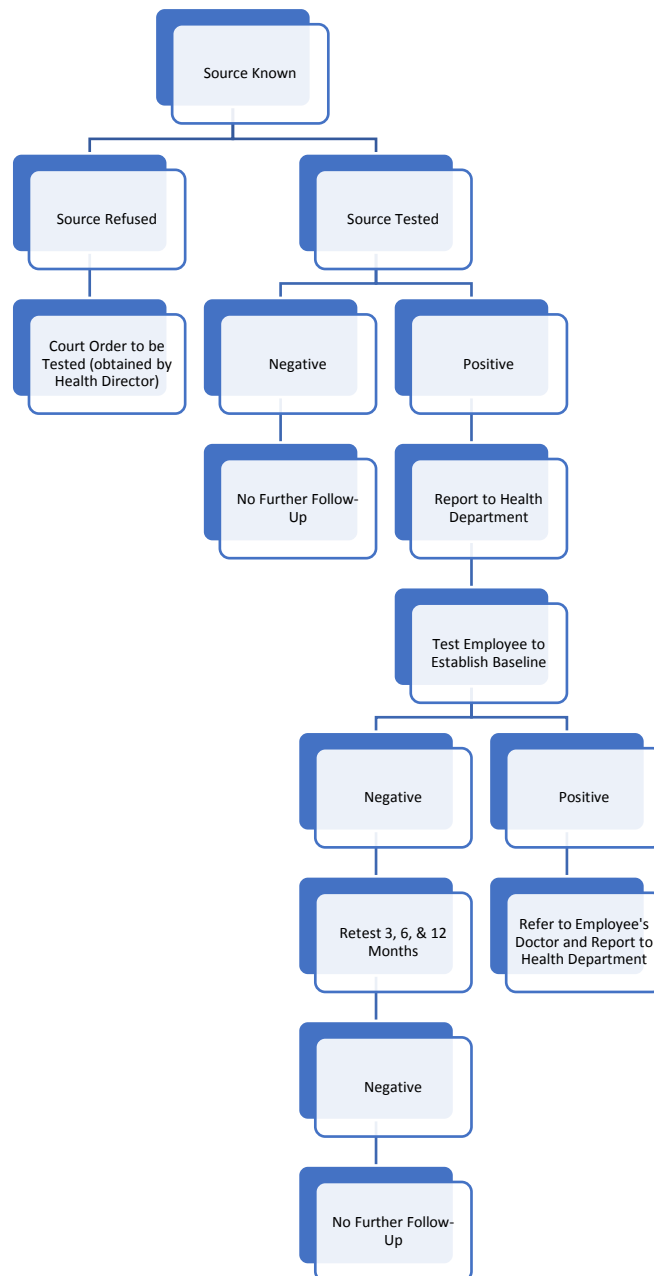 Source Known
Source Refused
Source Tested
Court Order to be
Tested (obtained by
Health Director)
Negative
Positive
No Further Follow-
Up
Report to Health
Department
Test Employee to
Establish Baseline
Negative
Positive
Retest 3, 6, & 12
Months
Refer to Employee's
Doctor and Report to
Health Department
Negative
No Further Follow-
Up